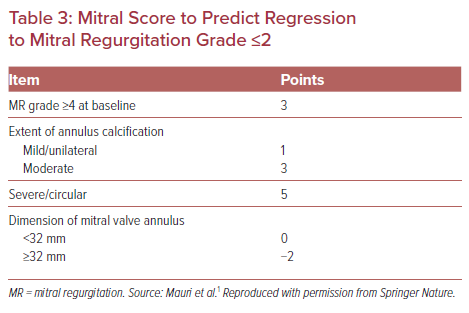 Table 3: Mitral Score to Predict Regression
to Mitral Regurgitation Grade ≤2
Item Points
MR grade ≥4 at baseline 3
Extent of annulus calcification
Mild/unilateral 1
Moderate 3
Severe/circular 5
Dimension of mitral valve annulus
<32 mm 0
≥32 mm −2
MR = mitral regurgitation. Source: Mauri et al.¹ Reproduced with permission from Springer Nature.